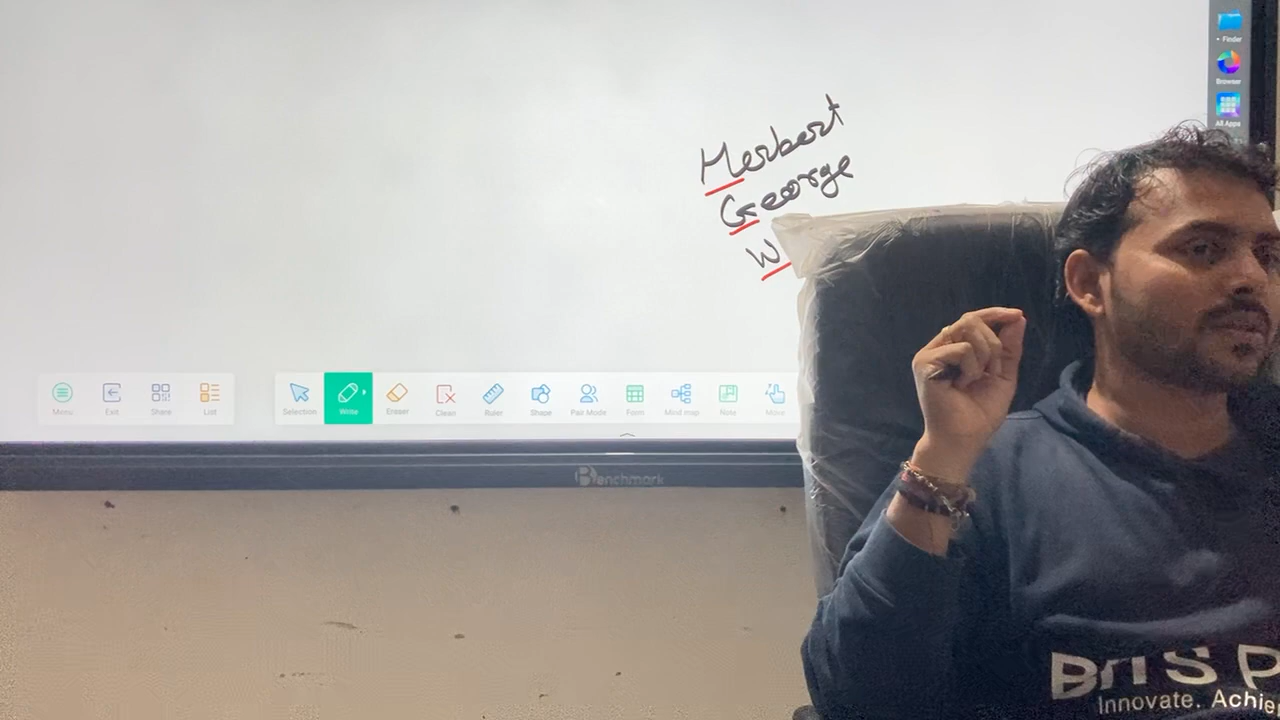 Finder
Browser
All Apps
Herbert
George
W
Menu
Exit
Share
List
Selection
Write
Eraser
Clean
Ruler
Shape
Pair Mode
Form
Mind map
Note
Move
Benchmark
Innovate. Achie